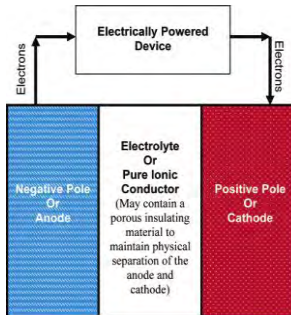 Electrically Powered
Device
Electrons
Electrons
Negative Pole
Or
Anode
Electrolyte
Or
Pure Ionic
Conductor
(May contain a
porous insulating
material to
maintain physical
separation of the
anode and
cathode)
Positive Pole
Or
Cathode